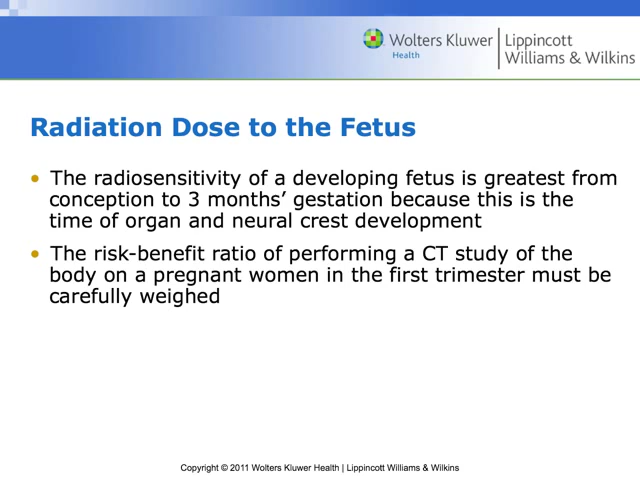 Wolters Kluwer
Health
Lippincott
Williams & Wilkins
Radiation Dose to the Fetus
• The radiosensitivity of a developing fetus is greatest from
conception to 3 months’ gestation because this is the
time of organ and neural crest development
• The risk-benefit ratio of performing a CT study of the
body on a pregnant women in the first trimester must be
carefully weighed
Copyright © 2011 Wolters Kluwer Health | Lippincott Williams & Wilkins